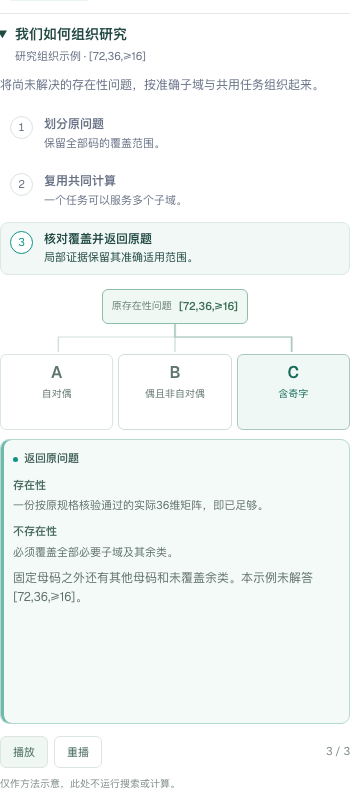 我们如何组织研究
研究组织示例 · [72,36,≥16]
将尚未解决的存在性问题，按准确子域与共用任务组织起来。
1
划分原问题
保留全部码的覆盖范围。
2
复用共同计算
一个任务可以服务多个子域。
3
核对覆盖并返回原题
局部证据保留其准确适用范围。
原存在性问题 [72,36,≥16]
A
自对偶
B
偶且非自对偶
C
含奇字
返回原问题
存在性
一份按原规格核验通过的实际36维矩阵，即已足够。
不存在性
必须覆盖全部必要子域及其余类。
固定母码之外还有其他母码和未覆盖余类。本示例未解答
[72,36,≥16]。
播放
重播
3 / 3
仅作方法示意，此处不运行搜索或计算。